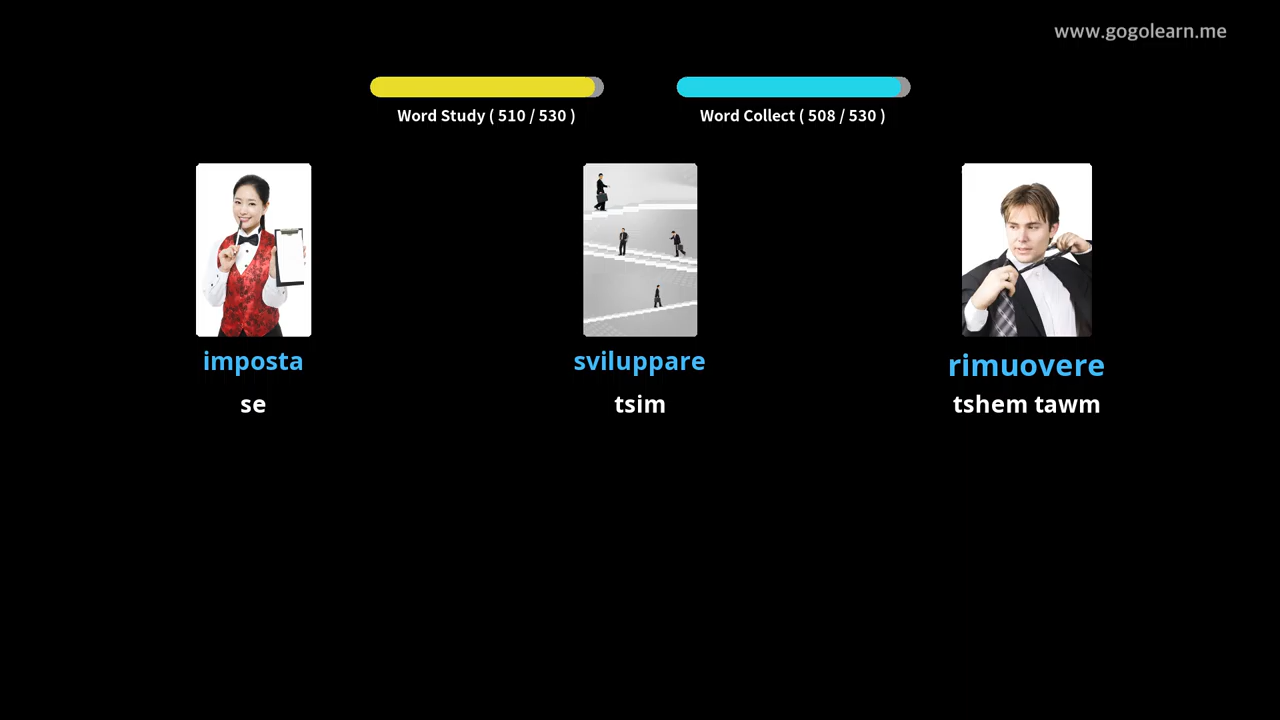 www.gogolearn.me
Word Study ( 510 / 530 )
Word Collect ( 508 / 530 )
imposta
sviluppare
rimuovere
se
tsim
tshem tawm